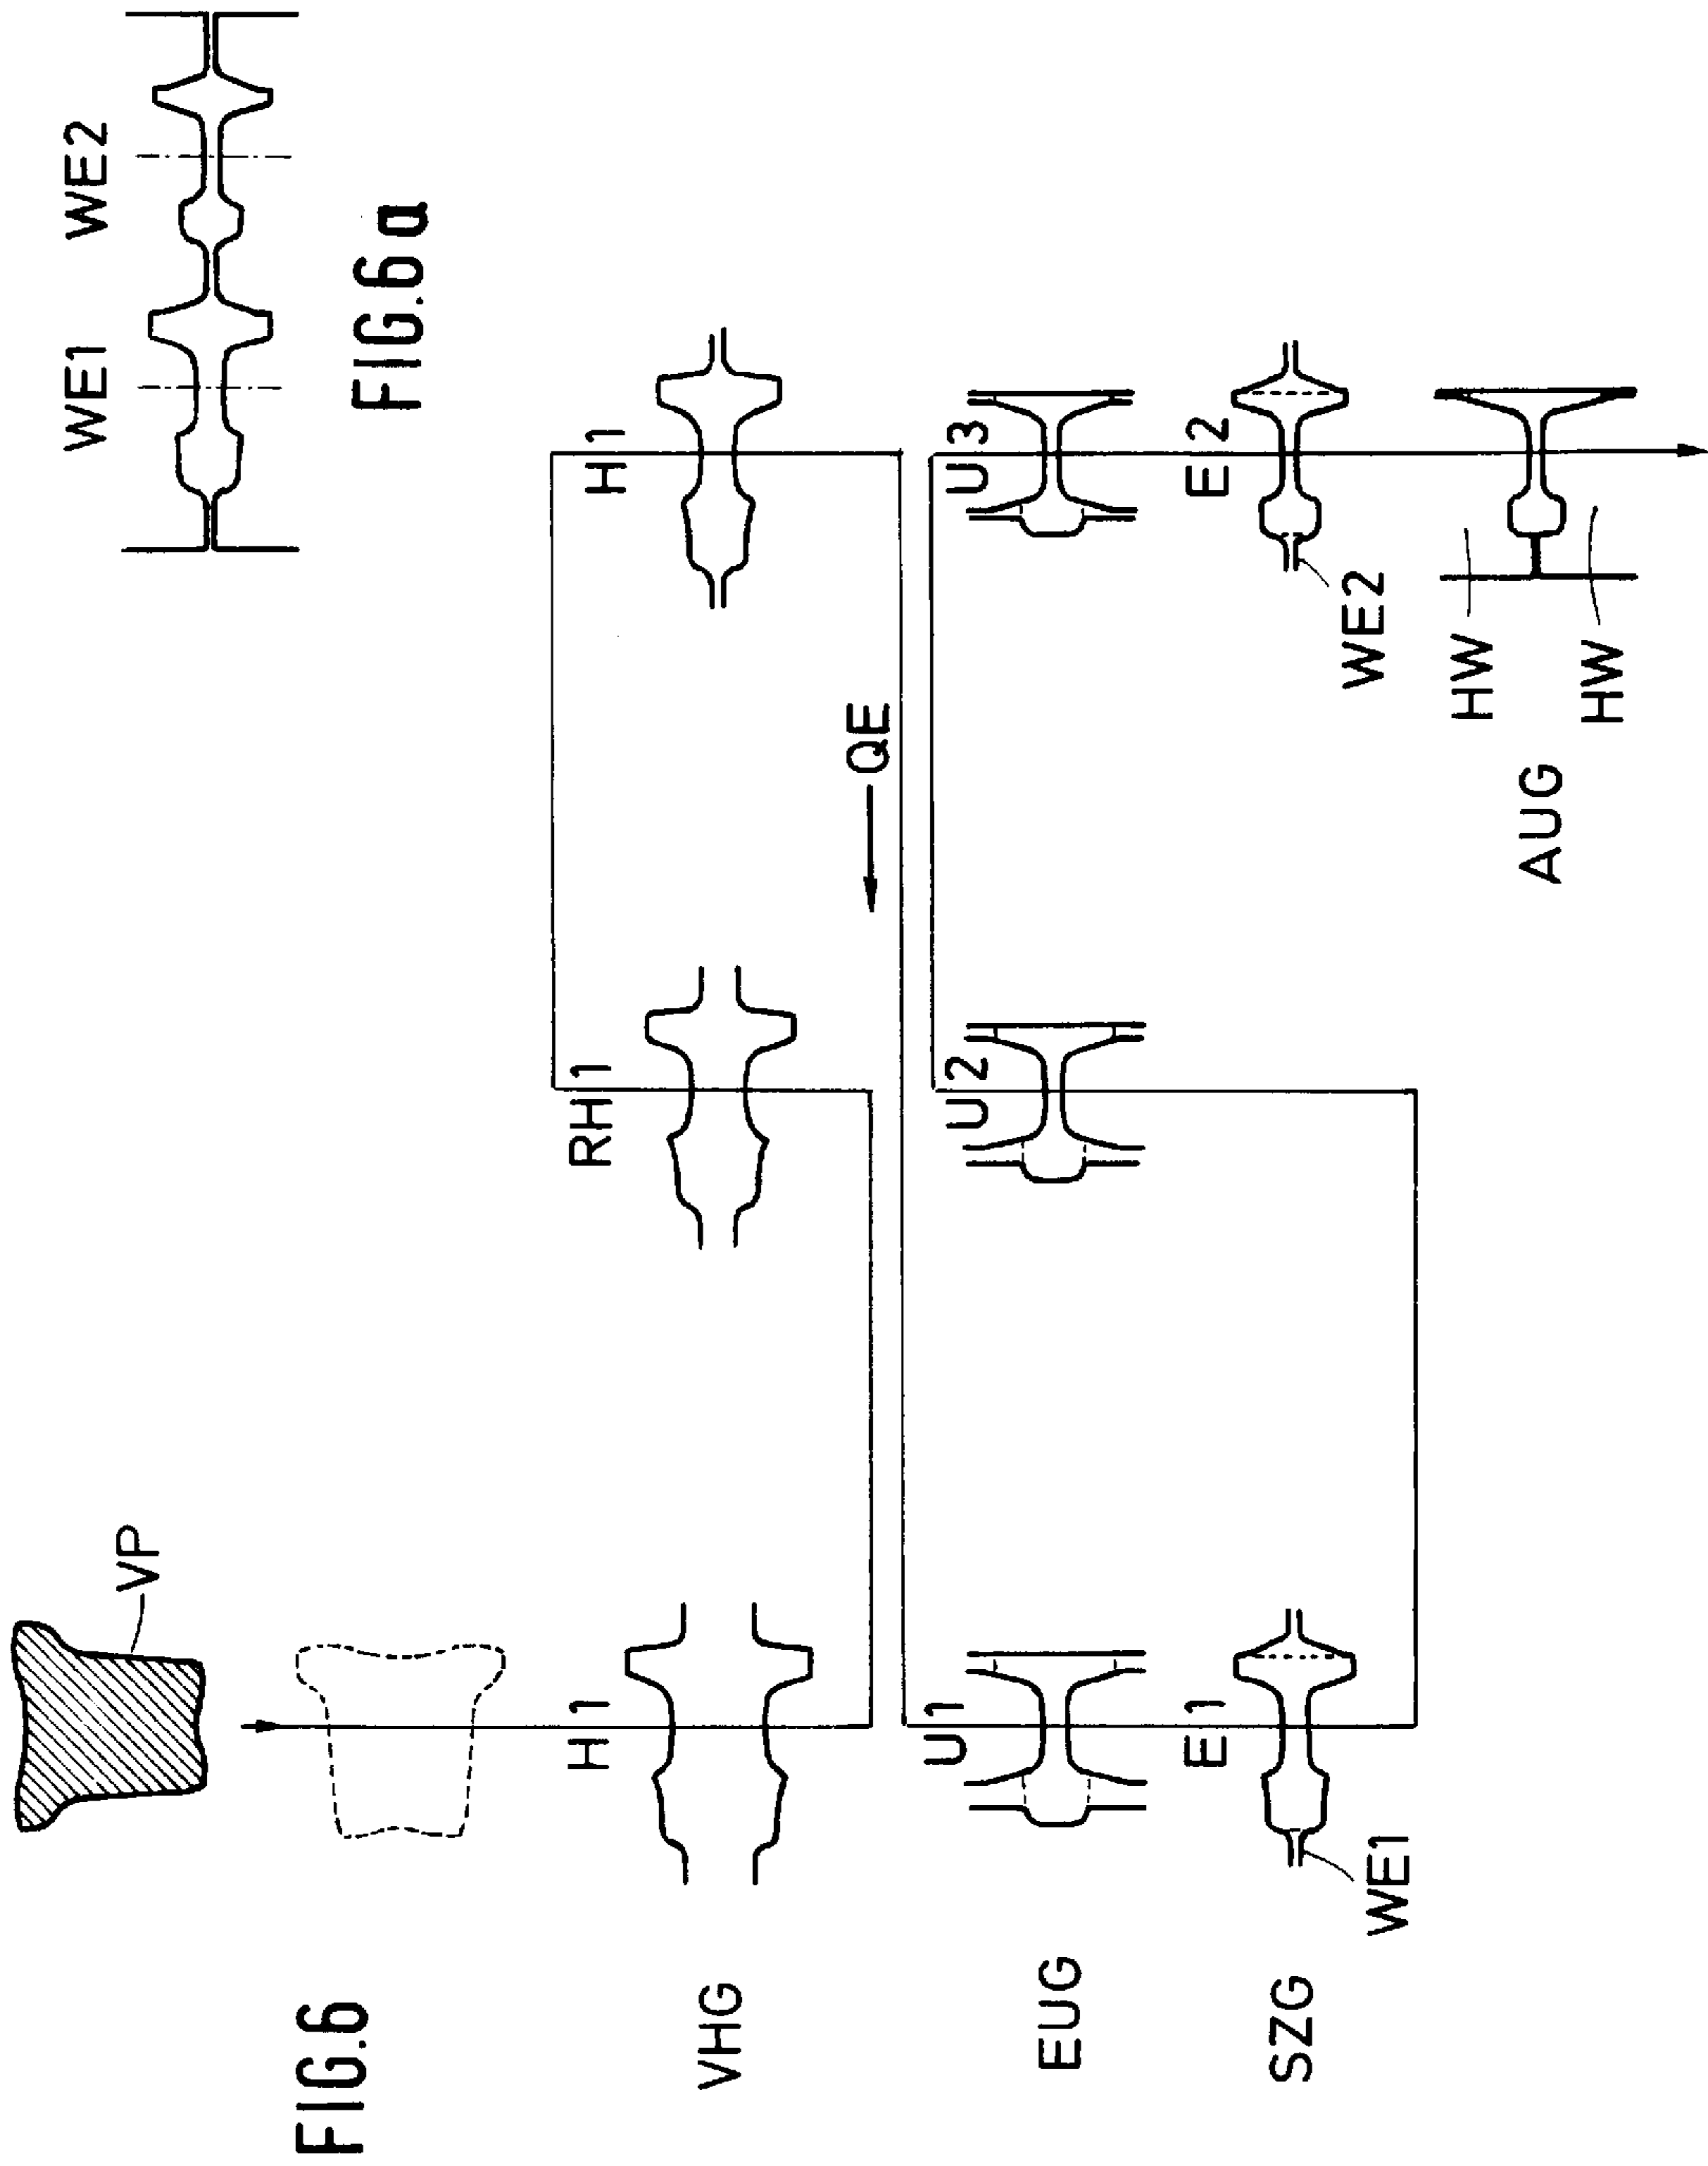 FIG.6
VP
H1
VHG
RH1
H1
QE
U1
EUG
U2
U3
E1
SZG
WE1
E2
WE2
HW
HW
AUG
WE1
WE2
FIG.6a